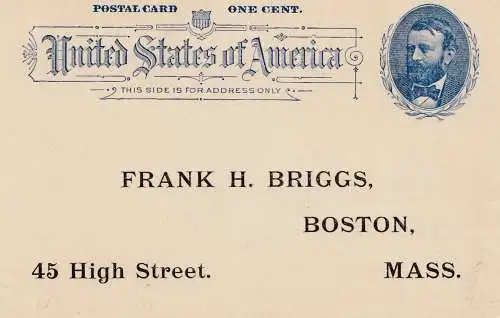 POSTAL CARD ONE CENT.
United States of America
THIS SIDE IS FOR ADDRESS ONLY
FRANK H. BRIGGS,
BOSTON,
45 High Street. MASS.